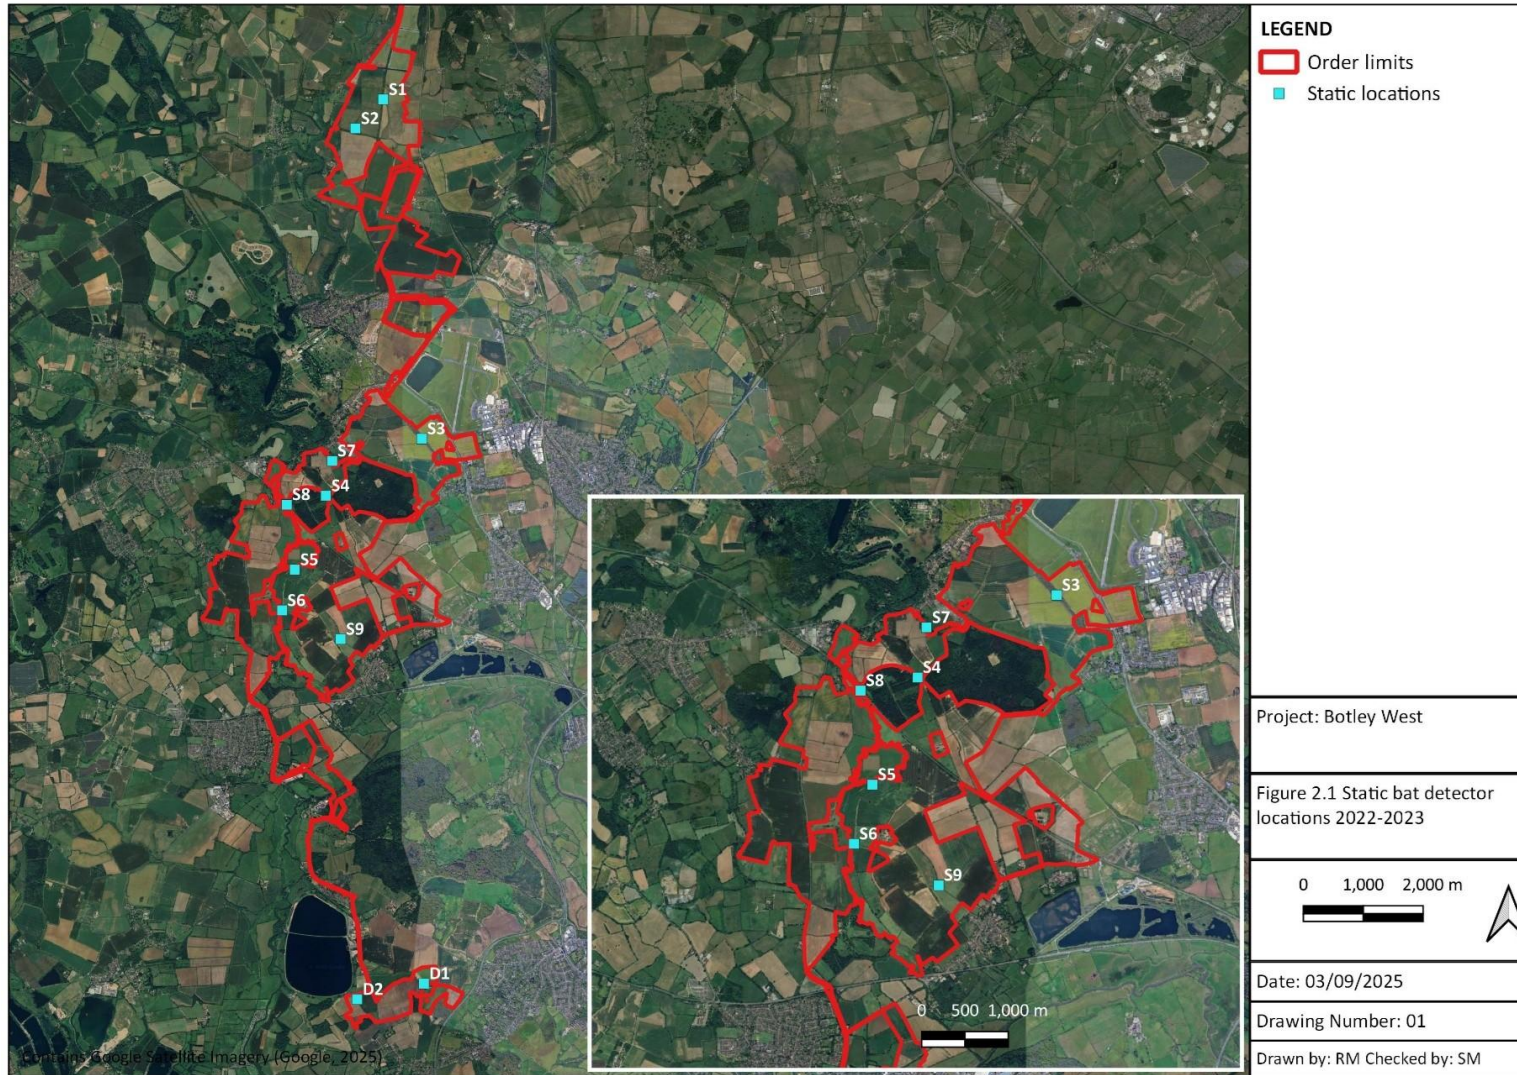 S1
S2
S3
S7
S4
S8
S5
S6
S9
D1
D2
Contains Google Satellite Imagery (Google, 2025)
S3
S7
S4
S8
S5
S6
S9
0 500 1,000 m
LEGEND
Order limits
Static locations
Project: Botley West
Figure 2.1 Static bat detector
locations 2022-2023
0 1,000 2,000 m
Date: 03/09/2025
Drawing Number: 01
Drawn by: RM Checked by: SM